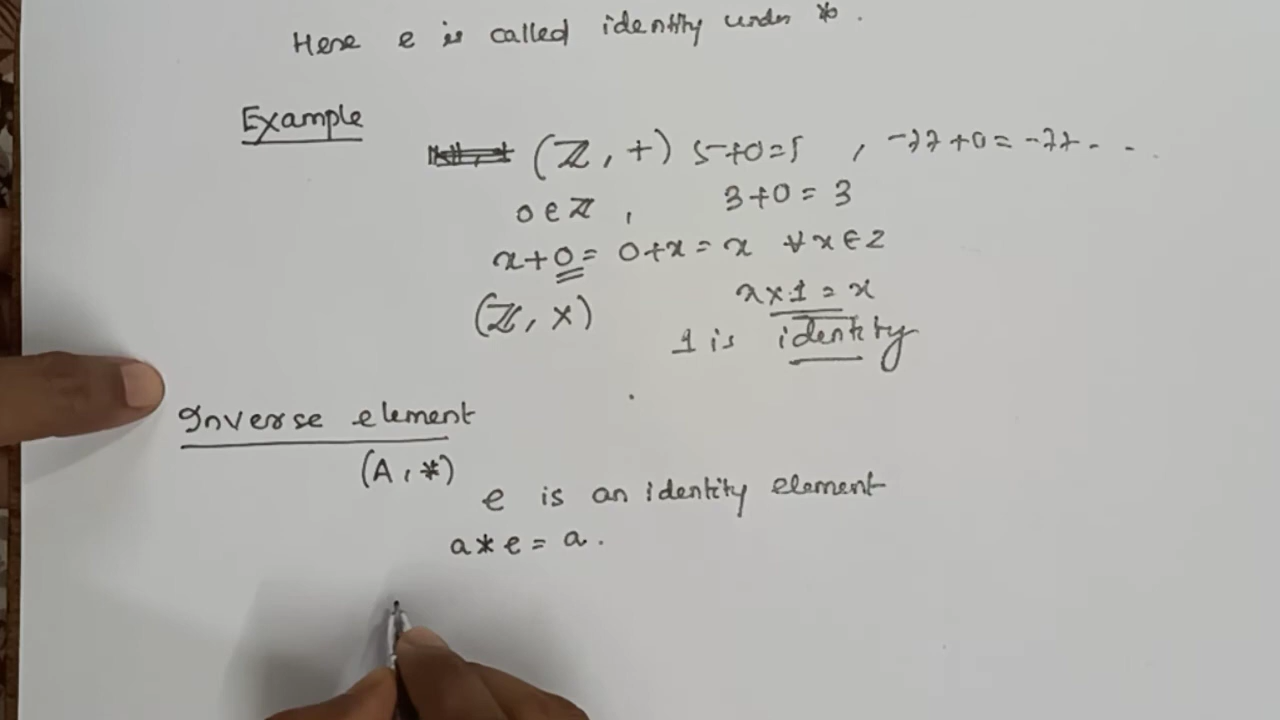 Here e is called identity under *.
Example
(ℤ, +) 5+0=5 , -77+0=-77- - .
0 ∈ ℤ , 3+0 = 3
x+0 = 0+x = x ∀ x ∈ Z
(ℤ, ×) x×1 = x
1 is identity
Inverse element
(A, *)
e is an identity element
a * e = a.